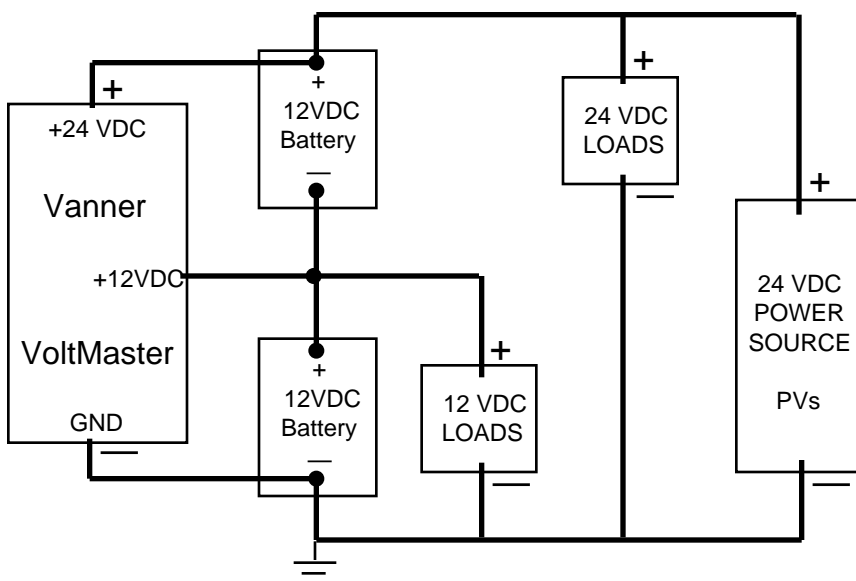 +
+24 VDC
Vanner
+12VDC
VoltMaster
GND
—
+
12VDC
Battery
—
+
12VDC
Battery
—
+
12 VDC
LOADS
—
+
24 VDC
LOADS
—
+
24 VDC
POWER
SOURCE
PVs
—